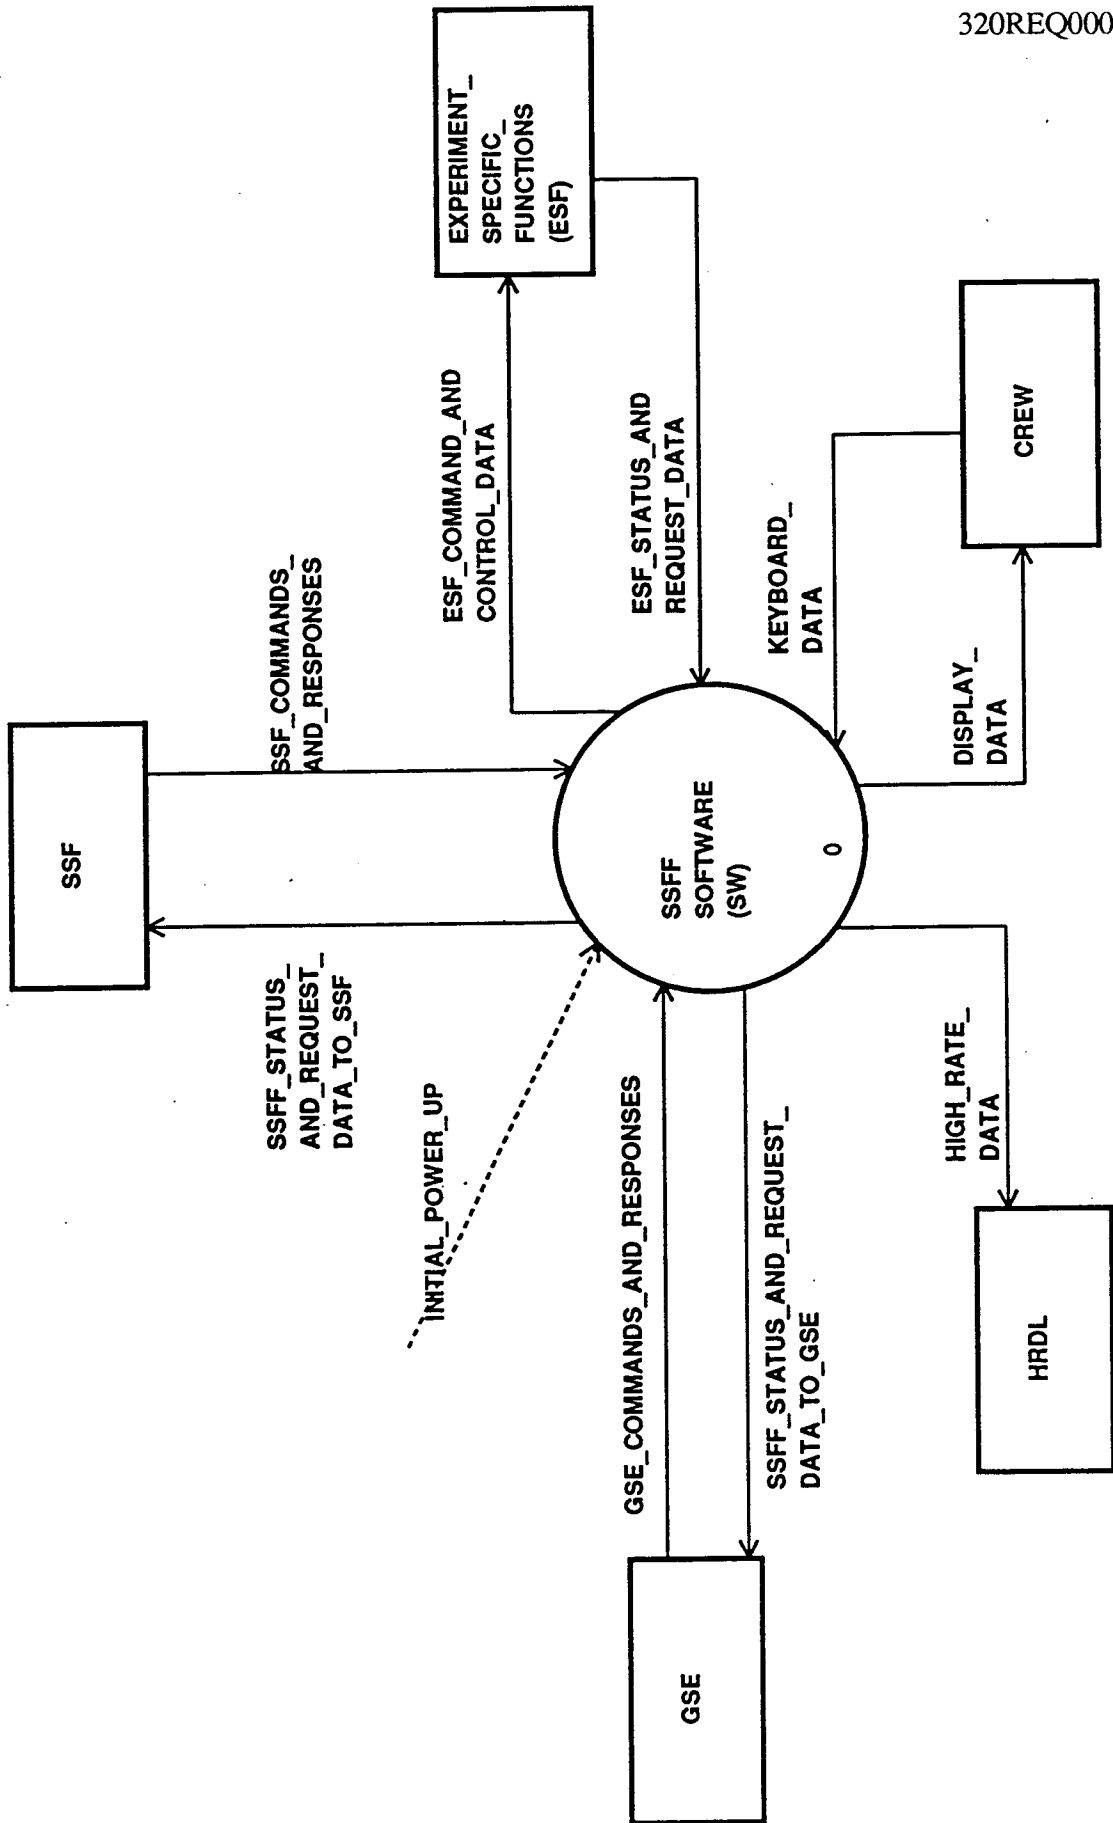 320REQ000
SSF
SSFF_STATUS_
AND_REQUEST_
DATA_TO_SSF
SSF_COMMANDS_
AND_RESPONSES
INITIAL_POWER_UP
EXPERIMENT_
SPECIFIC_
FUNCTIONS
(ESF)
ESF_COMMAND_AND
CONTROL_DATA
ESF_STATUS_AND
REQUEST_DATA
GSE
GSE_COMMANDS_AND_RESPONSES
SSFF_STATUS_AND_REQUEST_
DATA_TO_GSE
SSFF
SOFTWARE
(SW)
0
KEYBOARD_
DATA
DISPLAY_
DATA
CREW
HIGH_RATE_
DATA
HRDL